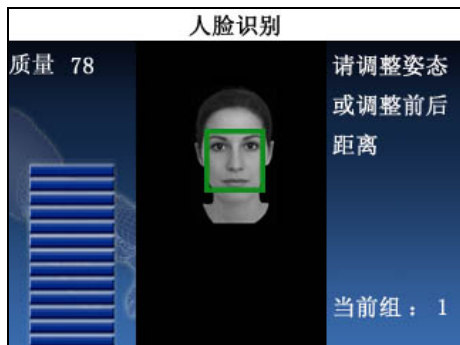 人脸识别
质量 78
请调整姿态
或调整前后
距离
当前组： 1